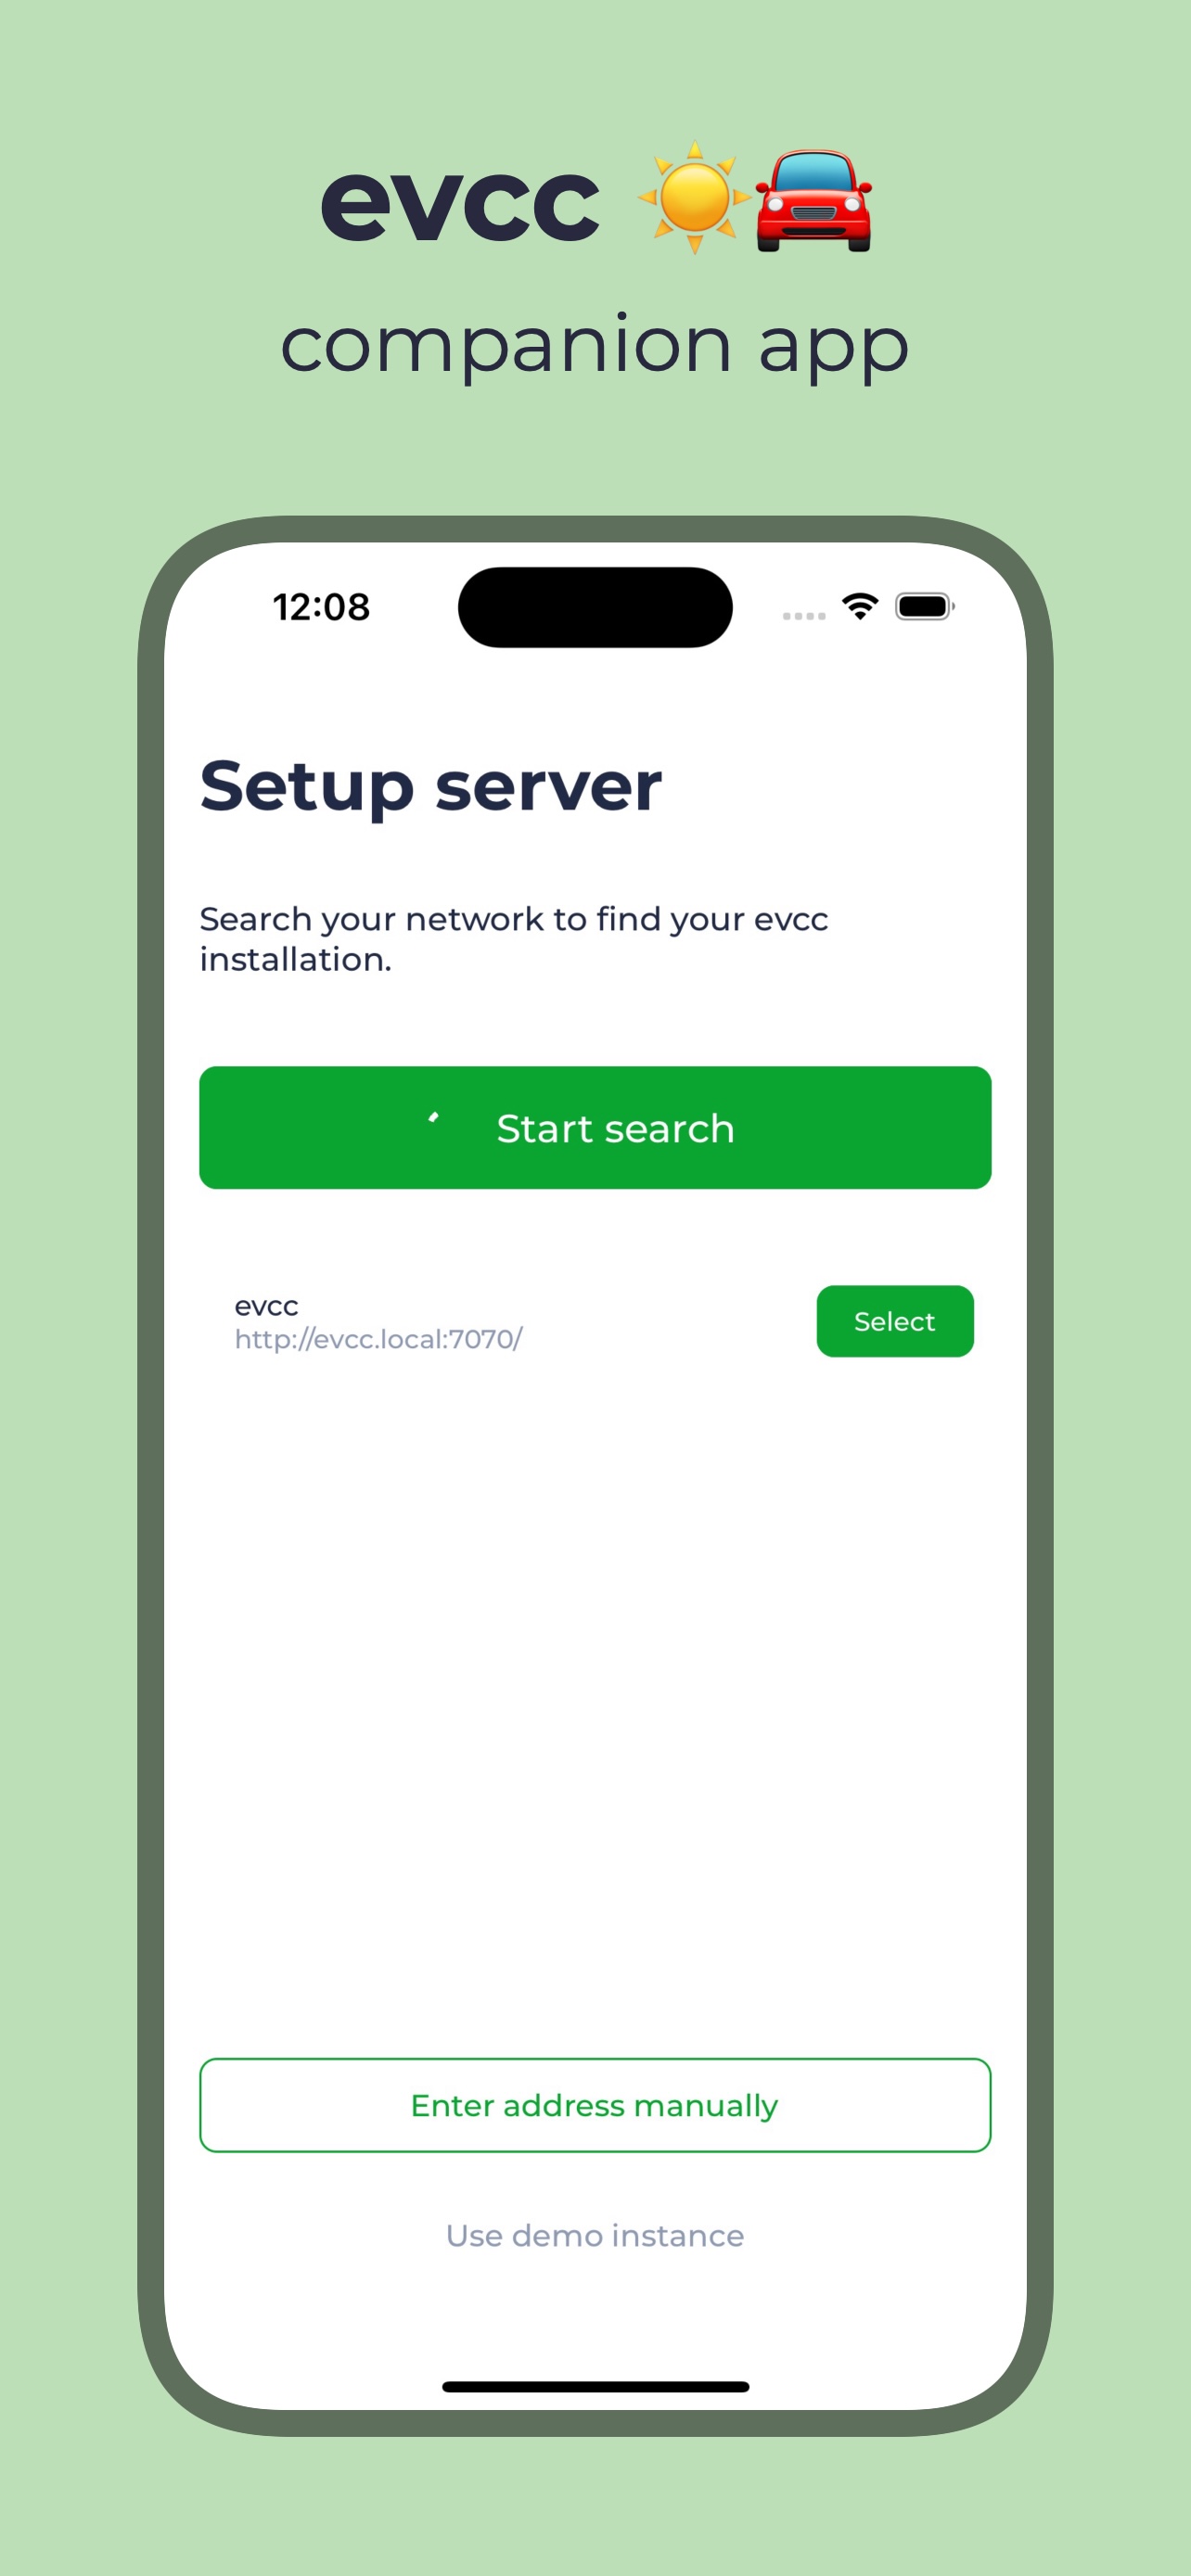 evcc ☀️🚘
companion app
12:08
Setup server
Search your network to find your evcc
installation.
Start search
evcc
http://evcc.local:7070/
Select
Enter address manually
Use demo instance